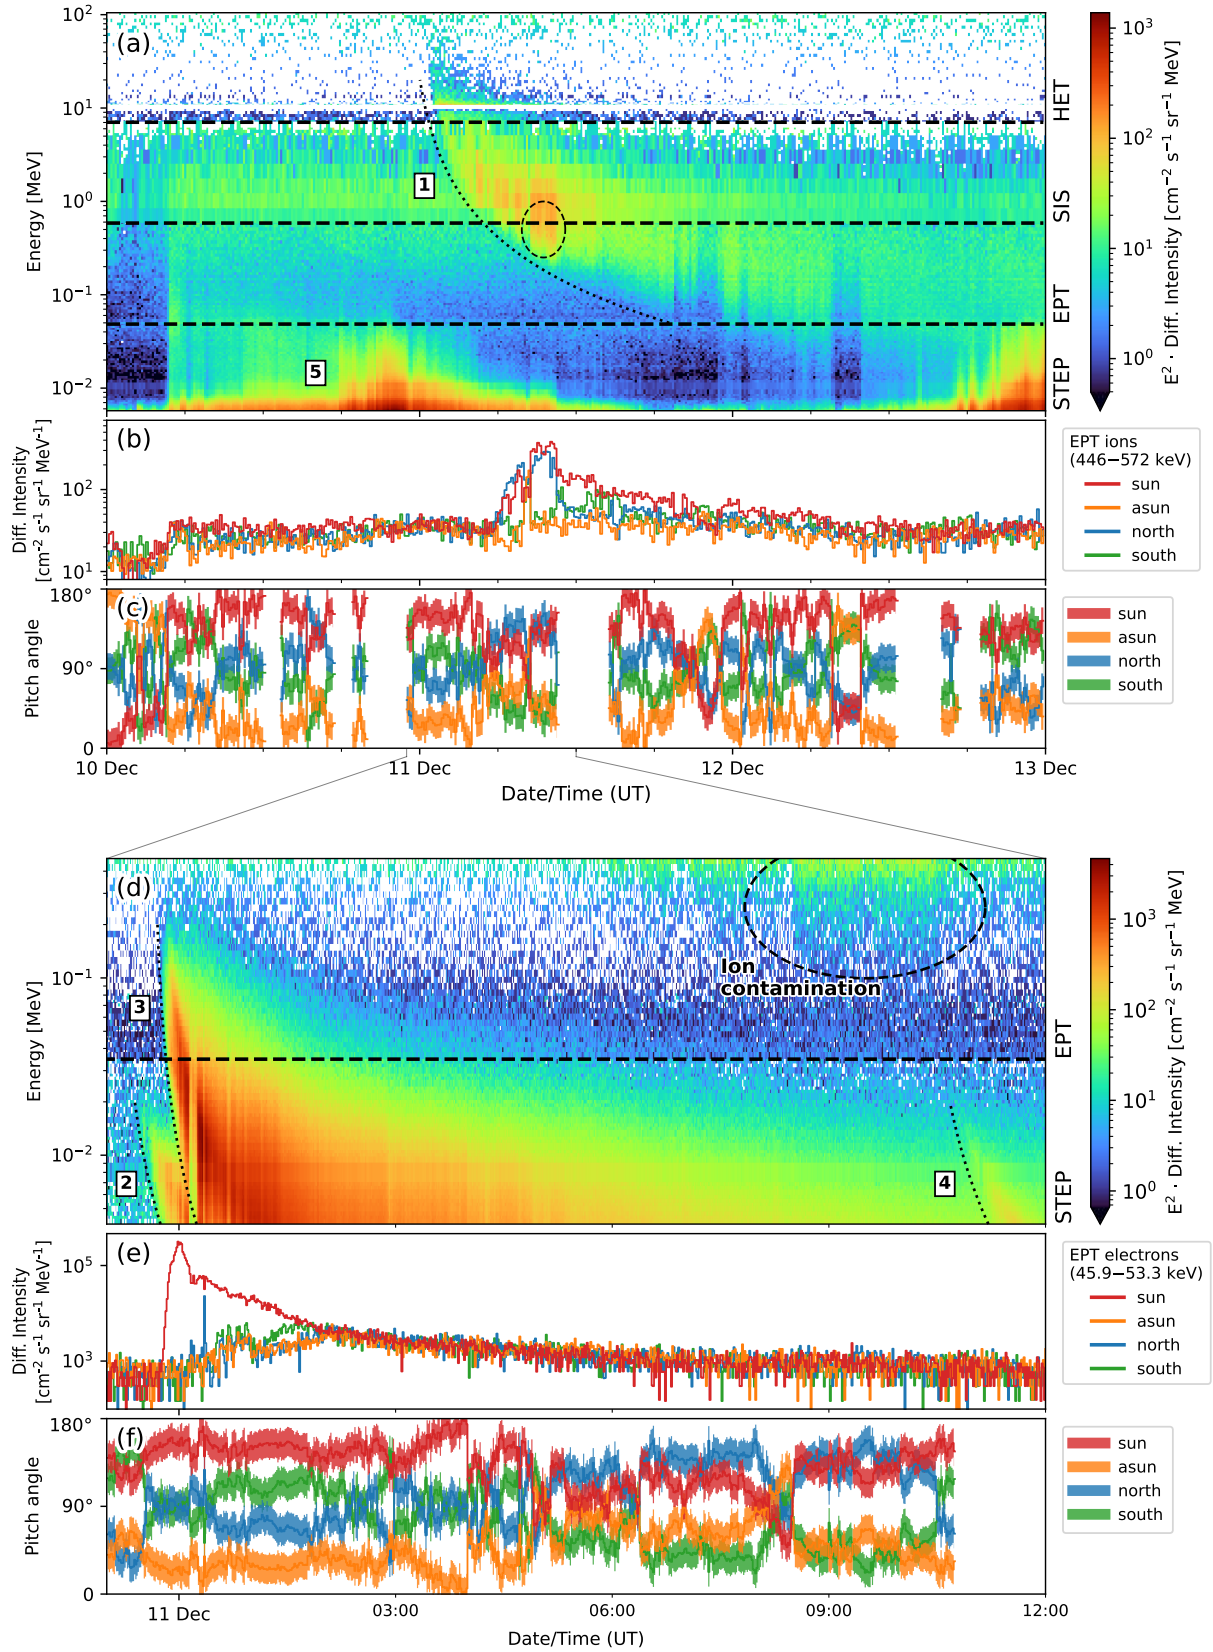 (a)
10²
10¹
10⁰
10⁻¹
10⁻²
Energy [MeV]
1
5
HET
SIS
EPT
STEP
10³
10²
10¹
10⁰
E² · Diff. Intensity [cm⁻² s⁻¹ sr⁻¹ MeV]
(b)
10²
10¹
Diff. Intensity
[cm⁻² s⁻¹ sr⁻¹ MeV⁻¹]
EPT ions
(446−572 keV)
sun
asun
north
south
(c)
180°
90°
0
Pitch angle
sun
asun
north
south
10 Dec
11 Dec
12 Dec
13 Dec
Date/Time (UT)
(d)
10⁻¹
10⁻²
Energy [MeV]
3
2
4
Ion
contamination
EPT
STEP
10³
10²
10¹
10⁰
E² · Diff. Intensity [cm⁻² s⁻¹ sr⁻¹ MeV]
(e)
10⁵
10³
Diff. Intensity
[cm⁻² s⁻¹ sr⁻¹ MeV⁻¹]
EPT electrons
(45.9−53.3 keV)
sun
asun
north
south
(f)
180°
90°
0
Pitch angle
sun
asun
north
south
11 Dec
03:00
06:00
09:00
12:00
Date/Time (UT)